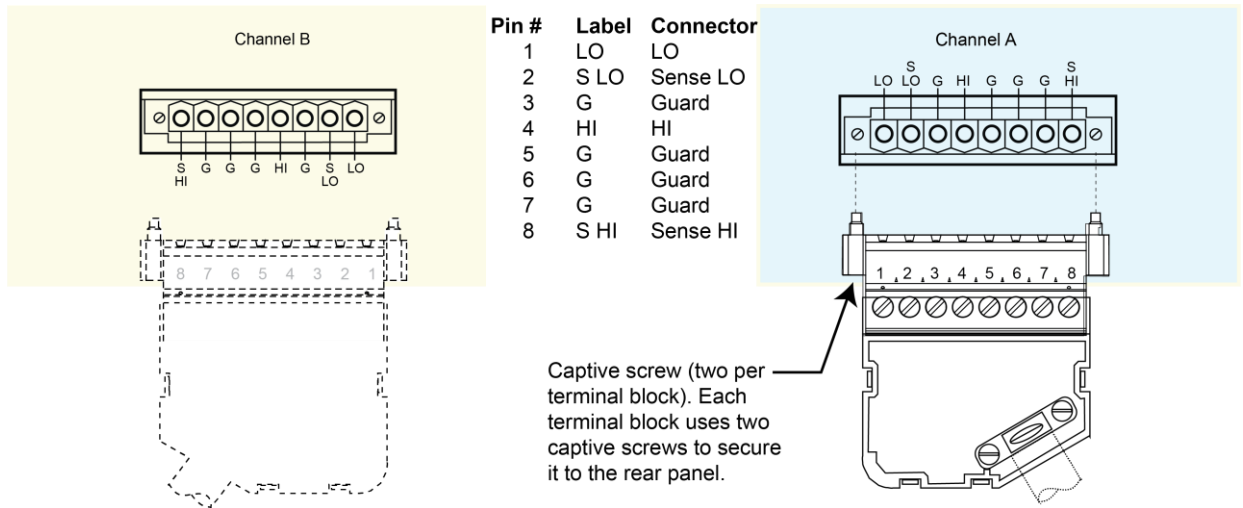 Channel B
S HI G G G HI G S LO LO
8 7 6 5 4 3 2 1
Pin # Label Connector
1 LO LO
2 S LO Sense LO
3 G Guard
4 HI HI
5 G Guard
6 G Guard
7 G Guard
8 S HI Sense HI
Channel A
LO S LO G HI G G G S HI
1 2 3 4 5 6 7 8
Captive screw (two per
terminal block). Each
terminal block uses two
captive screws to secure
it to the rear panel.